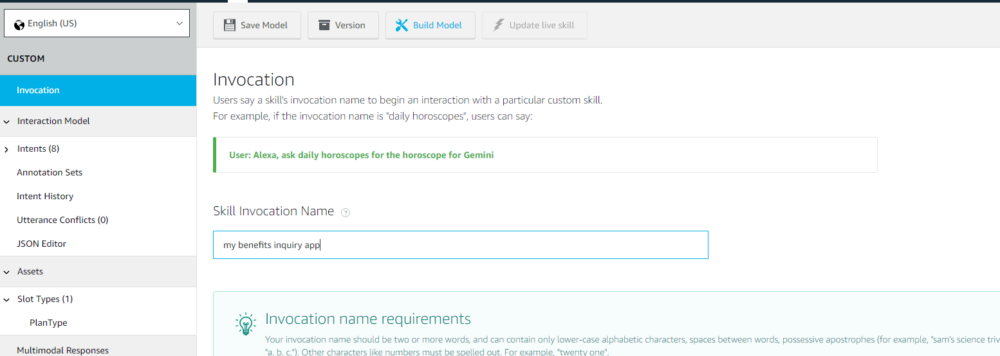 English (US)
Save Model
Version
Build Model
Update live skill
CUSTOM
Invocation
Interaction Model
Intents (8)
Annotation Sets
Intent History
Utterance Conflicts (0)
JSON Editor
Assets
Slot Types (1)
PlanType
Multimodal Responses
Invocation
Users say a skill's invocation name to begin an interaction with a particular custom skill.
For example, if the invocation name is "daily horoscopes", users can say:
User: Alexa, ask daily horoscopes for the horoscope for Gemini
Skill Invocation Name ?
my benefits inquiry app
Invocation name requirements
Your invocation name should be two or more words, and can contain only lower-case alphabetic characters, spaces between words, possessive apostrophes (for example, "sam's science triv
"a. b. c."). Other characters like numbers must be spelled out. For example, "twenty one".